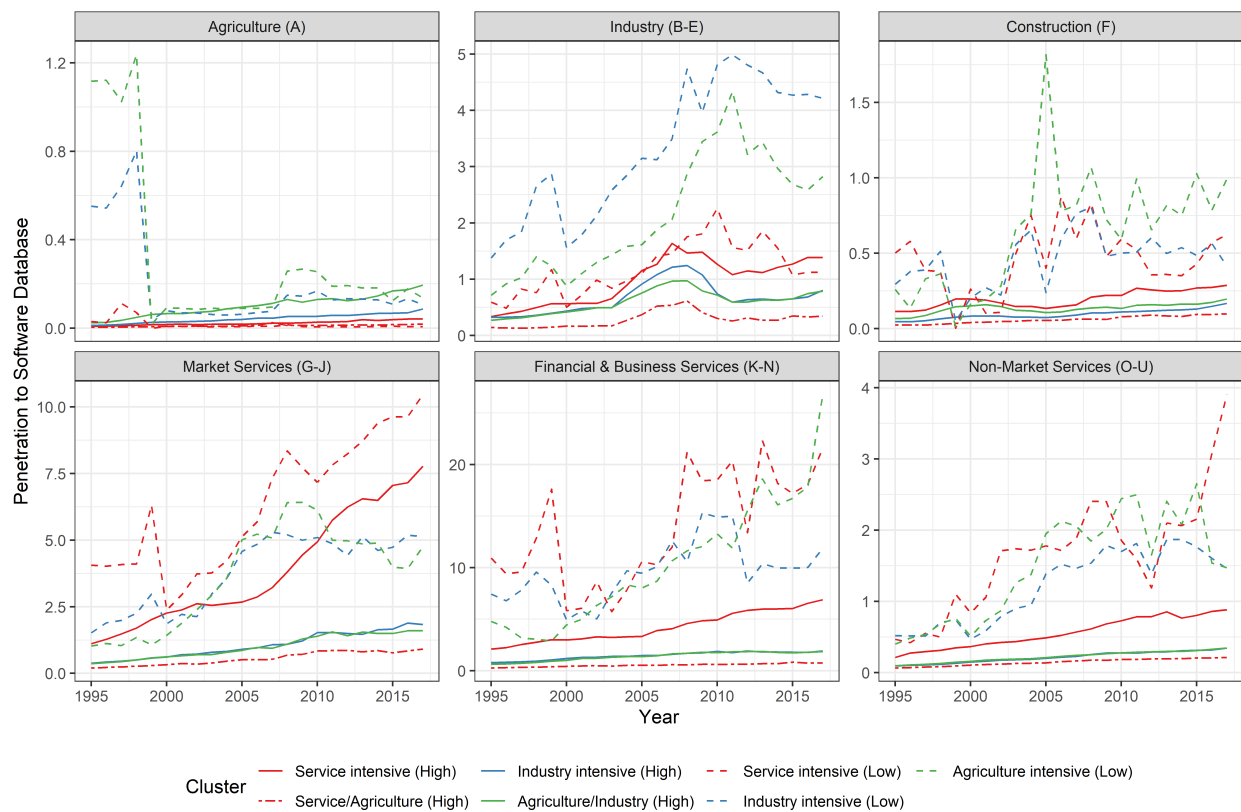 Agriculture (A)
Industry (B-E)
Construction (F)
1.2
0.8
0.4
0.0
5
4
3
2
1
0
1.5
1.0
0.5
0.0
Penetration to Software Database
Market Services (G-J)
Financial & Business Services (K-N)
Non-Market Services (O-U)
10.0
7.5
5.0
2.5
0.0
20
10
0
4
3
2
1
0
1995 2000 2005 2010 2015
1995 2000 2005 2010 2015
1995 2000 2005 2010 2015
Year
Cluster
Service intensive (High) Industry intensive (High) Service intensive (Low) Agriculture intensive (Low)
Service/Agriculture (High) Agriculture/Industry (High) Industry intensive (Low)